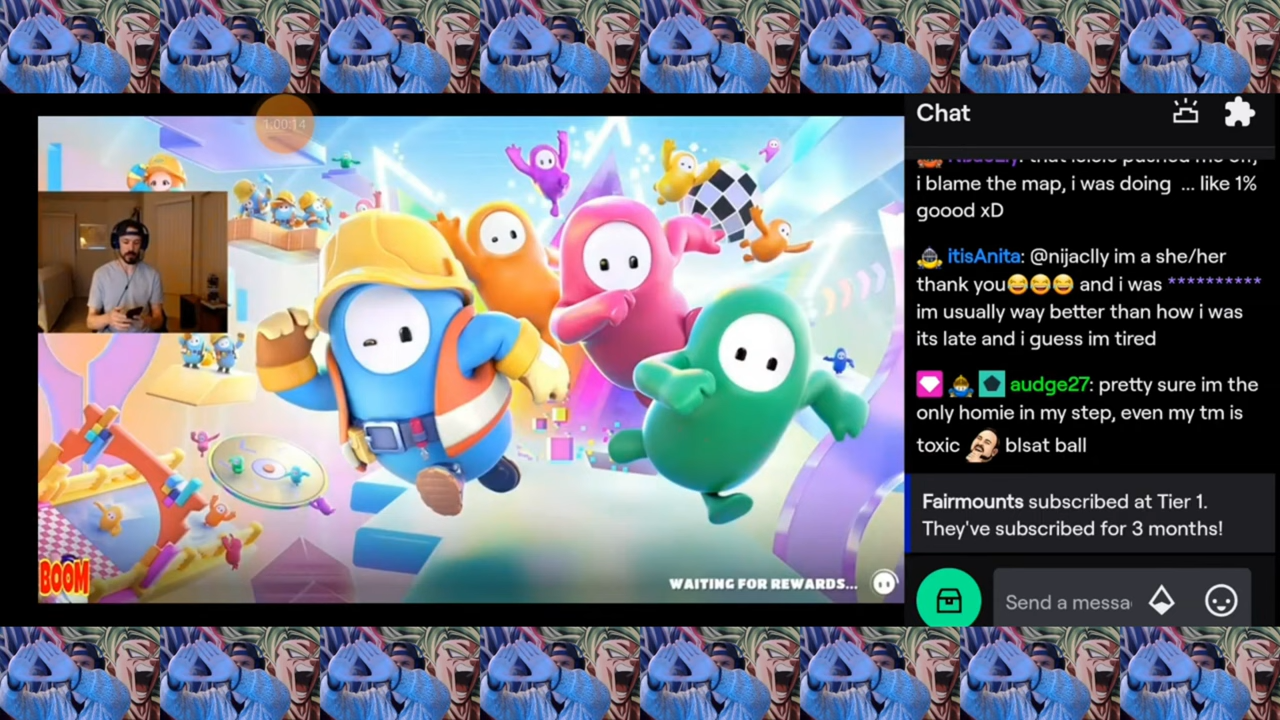 1:00:14
Chat
i blame the map, i was doing ... like 1%
goood xD
itisAnita: @nijaclly im a she/her
thank you😅😅😅 and i was **********
im usually way better than how i was
its late and i guess im tired
audge27: pretty sure im the
only homie in my step, even my tm is
toxic blsat ball
Fairmounts subscribed at Tier 1.
They've subscribed for 3 months!
BOOM
WAITING FOR REWARDS...
Send a messa